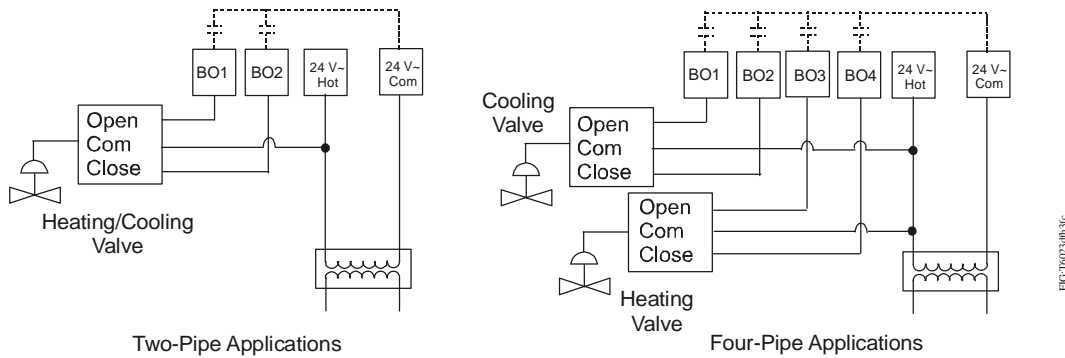 BO1
BO2
24 V~
Hot
24 V~
Com
Open
Com
Close
Heating/Cooling
Valve
Two-Pipe Applications
BO1
BO2
BO3
BO4
24 V~
Hot
24 V~
Com
Cooling
Valve
Open
Com
Close
Open
Com
Close
Heating
Valve
Four-Pipe Applications